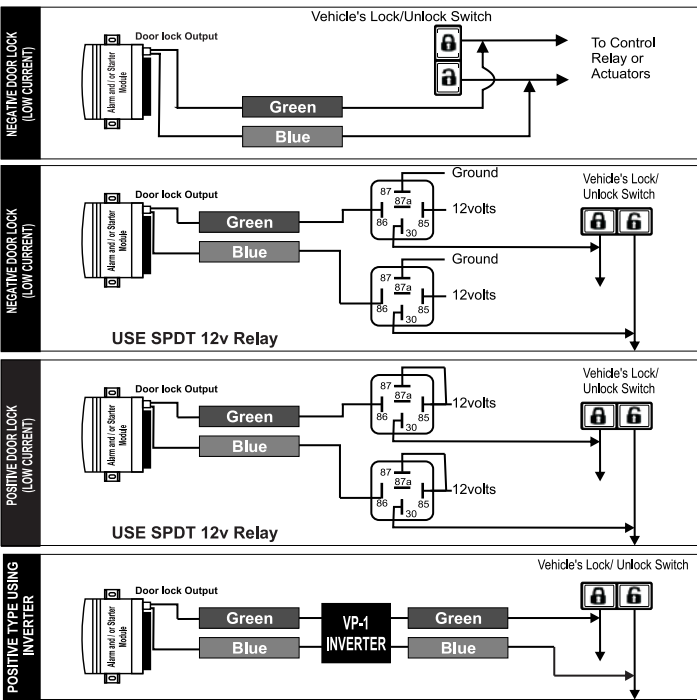 NEGATIVE DOOR LOCK
(LOW CURRENT)
Alarm and / or Starter
Module
Door lock Output
Green
Blue
Vehicle's Lock/Unlock Switch
To Control
Relay or
Actuators
NEGATIVE DOOR LOCK
(LOW CURRENT)
Alarm and / or Starter
Module
Door lock Output
Green
Blue
USE SPDT 12v Relay
87
87a
86
85
30
Ground
12volts
87
87a
86
85
30
Ground
12volts
Vehicle's Lock/
Unlock Switch
POSITIVE DOOR LOCK
(LOW CURRENT)
Alarm and / or Starter
Module
Door lock Output
Green
Blue
USE SPDT 12v Relay
87
87a
86
85
30
12volts
87
87a
86
85
30
12volts
Vehicle's Lock/
Unlock Switch
POSITIVE TYPE USING
INVERTER
Alarm and / or Starter
Module
Door lock Output
Green
Blue
VP-1
INVERTER
Green
Blue
Vehicle's Lock/ Unlock Switch